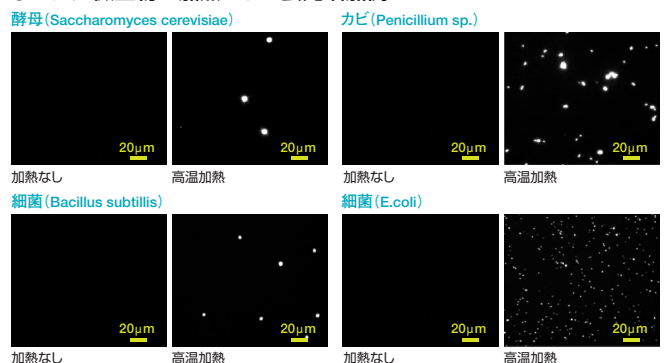 酵母(Saccharomyces cerevisiae)
カビ(Penicillium sp.)
20μm
20μm
20μm
20μm
加熱なし
高温加熱
加熱なし
高温加熱
細菌(Bacillus subtillis)
細菌(E.coli)
20μm
20μm
20μm
20μm
加熱なし
高温加熱
加熱なし
高温加熱